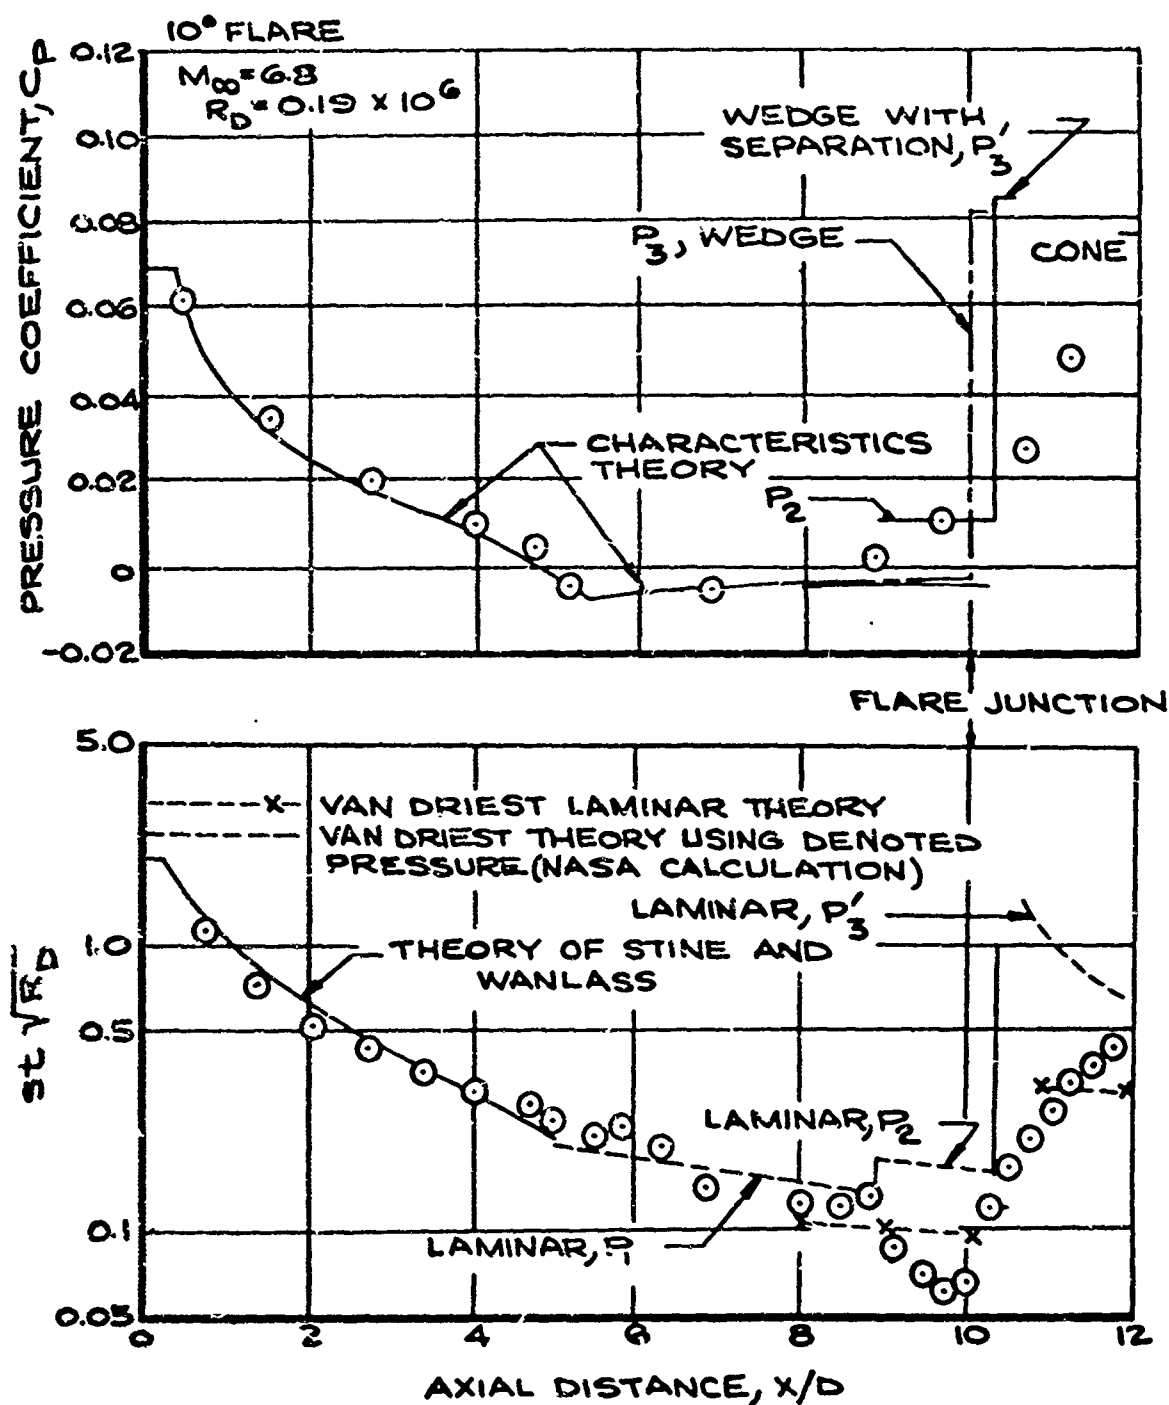 10° FLARE
M∞ = 6.8
R_D = 0.19 × 10⁶
PRESSURE COEFFICIENT, C_P
0.12
0.10
0.08
0.06
0.04
0.02
0
-0.02
WEDGE WITH
SEPARATION, P₃'
P₃, WEDGE
CONE
CHARACTERISTICS
THEORY
P₂
FLARE JUNCTION
st √R_D
5.0
1.0
0.5
0.1
0.05
--- x - VAN DRIEST LAMINAR THEORY
--- VAN DRIEST THEORY USING DENOTED
PRESSURE (NASA CALCULATION)
LAMINAR, P₃'
THEORY OF STINE AND
WANLASS
LAMINAR, P₂
LAMINAR, P₁
0 2 4 6 8 10 12
AXIAL DISTANCE, X/D